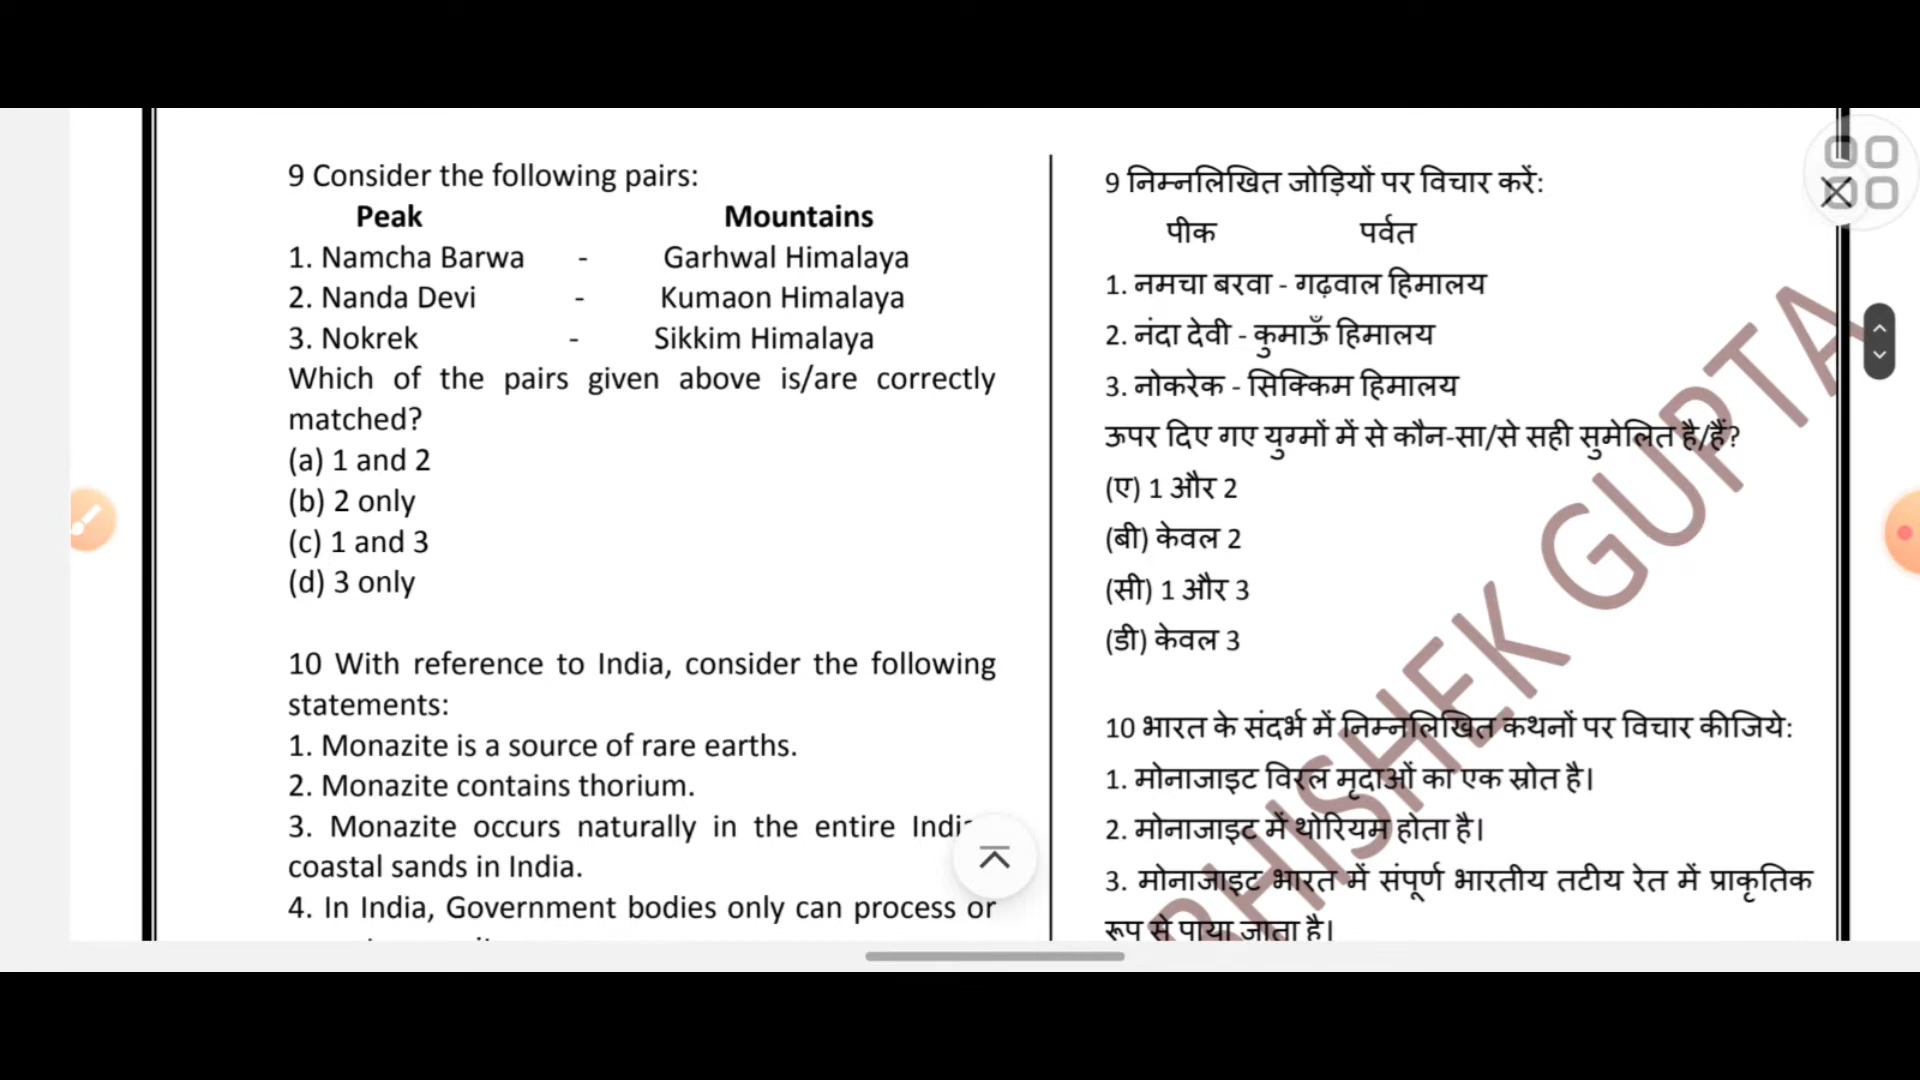 9 Consider the following pairs:
Peak Mountains
1. Namcha Barwa - Garhwal Himalaya
2. Nanda Devi - Kumaon Himalaya
3. Nokrek - Sikkim Himalaya
Which of the pairs given above is/are correctly
matched?
(a) 1 and 2
(b) 2 only
(c) 1 and 3
(d) 3 only
10 With reference to India, consider the following
statements:
1. Monazite is a source of rare earths.
2. Monazite contains thorium.
3. Monazite occurs naturally in the entire
coastal sands in India.
4. In India, Government bodies only can process or
9 निम्नलिखित जोड़ियों पर विचार करें:
पीक पर्वत
1. नमचा बरवा - गढ़वाल हिमालय
2. नंदा देवी - कुमाऊँ हिमालय
3. नोकरेक - सिक्किम हिमालय
ऊपर दिए गए युग्मों में से कौन-सा/से सही सुमेलित है/हैं?
(ए) 1 और 2
(बी) केवल 2
(सी) 1 और 3
(डी) केवल 3
10 भारत के संदर्भ में निम्नलिखित कथनों पर विचार कीजिये:
1. मोनाजाइट विरल मृदाओं का एक स्रोत है।
2. मोनाजाइट में थोरियम होता है।
3. मोनाजाइट भारत में संपूर्ण भारतीय तटीय रेत में प्राकृतिक
रूप से पाया जाता है।
BHISHEK GUPTA